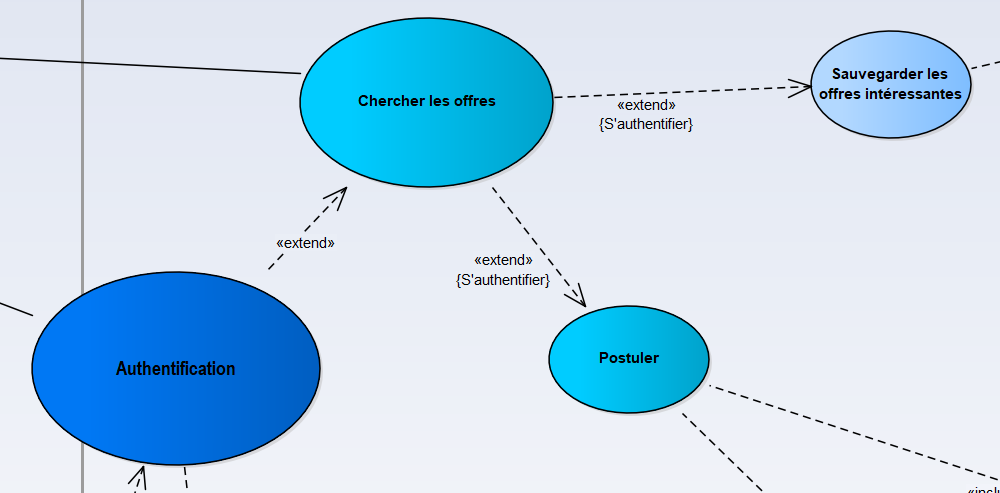 Chercher les offres
Sauvegarder les
offres intéressantes
«extend»
{S'authentifier}
«extend»
«extend»
{S'authentifier}
Authentification
Postuler